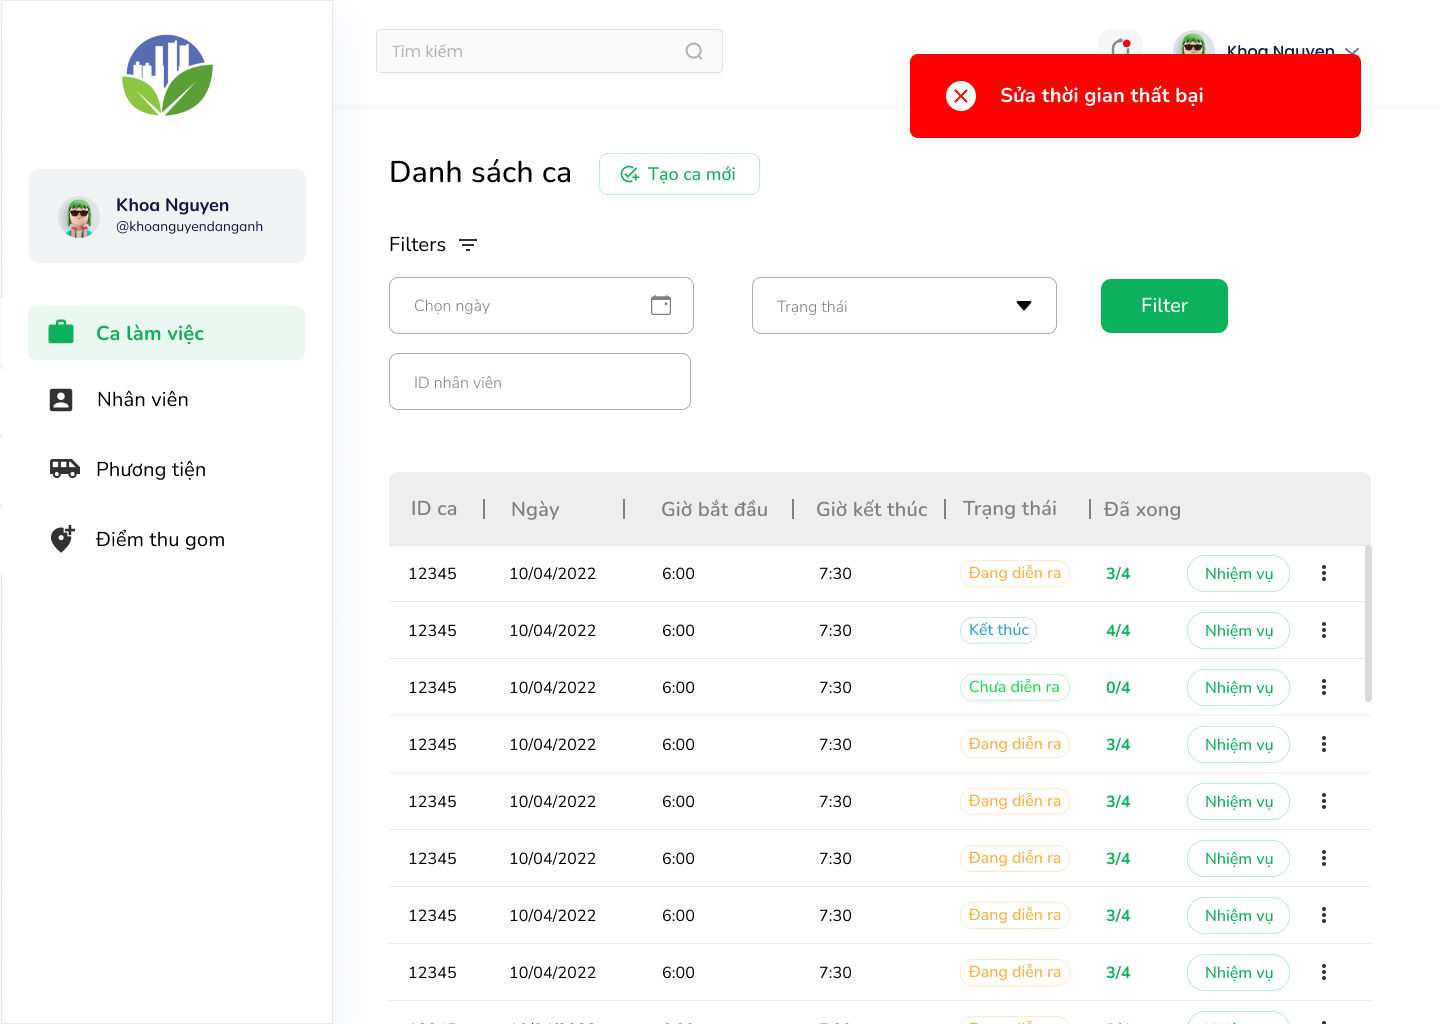 Tìm kiếm
Khoa Nguyen
Sửa thời gian thất bại
Khoa Nguyen
@khoanguyendanganh
Ca làm việc
Nhân viên
Phương tiện
Điểm thu gom
Danh sách ca
Tạo ca mới
Filters
Chọn ngày
Trạng thái
Filter
ID nhân viên
ID ca | Ngày | Giờ bắt đầu | Giờ kết thúc | Trạng thái | Đã xong
12345 10/04/2022 6:00 7:30 Đang diễn ra 3/4 Nhiệm vụ
12345 10/04/2022 6:00 7:30 Kết thúc 4/4 Nhiệm vụ
12345 10/04/2022 6:00 7:30 Chưa diễn ra 0/4 Nhiệm vụ
12345 10/04/2022 6:00 7:30 Đang diễn ra 3/4 Nhiệm vụ
12345 10/04/2022 6:00 7:30 Đang diễn ra 3/4 Nhiệm vụ
12345 10/04/2022 6:00 7:30 Đang diễn ra 3/4 Nhiệm vụ
12345 10/04/2022 6:00 7:30 Đang diễn ra 3/4 Nhiệm vụ
12345 10/04/2022 6:00 7:30 Đang diễn ra 3/4 Nhiệm vụ